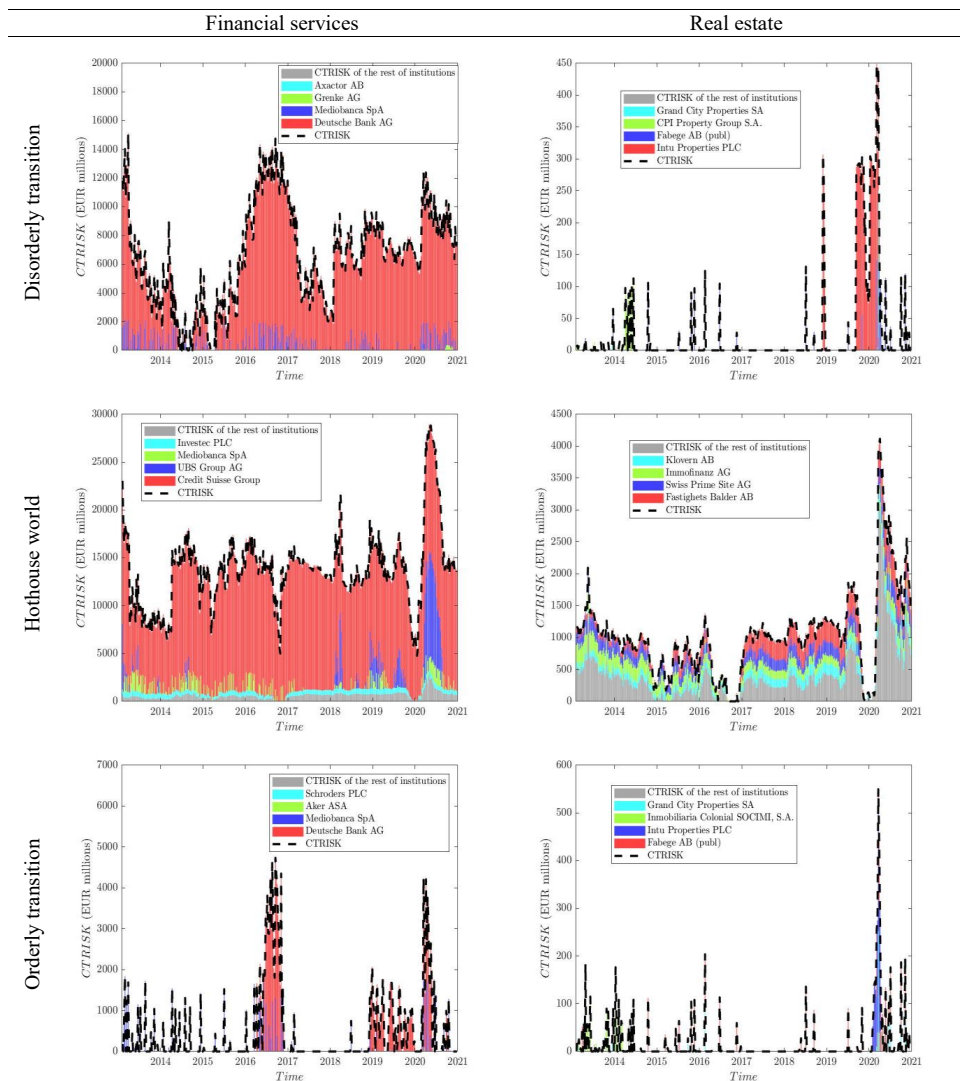 Financial services
Real estate
Disorderly transition
20000
18000
16000
14000
12000
10000
8000
6000
4000
2000
0
CTRISK (EUR millions)
CTRISK of the rest of institutions
Axactor AB
Grenke AG
Mediobanca SpA
Deutsche Bank AG
CTRISK
2014 2015 2016 2017 2018 2019 2020 2021
Time
450
400
350
300
250
200
150
100
50
0
CTRISK (EUR millions)
CTRISK of the rest of institutions
Grand City Properties SA
CPI Property Group S.A.
Fabege AB (publ)
Intu Properties PLC
CTRISK
2014 2015 2016 2017 2018 2019 2020 2021
Time
Hothouse world
30000
25000
20000
15000
10000
5000
0
CTRISK (EUR millions)
CTRISK of the rest of institutions
Investec PLC
Mediobanca SpA
UBS Group AG
Credit Suisse Group
CTRISK
2014 2015 2016 2017 2018 2019 2020 2021
Time
4500
4000
3500
3000
2500
2000
1500
1000
500
0
CTRISK (EUR millions)
CTRISK of the rest of institutions
Klovern AB
Immofinanz AG
Swiss Prime Site AG
Fastighets Balder AB
CTRISK
2014 2015 2016 2017 2018 2019 2020 2021
Time
Orderly transition
7000
6000
5000
4000
3000
2000
1000
0
CTRISK (EUR millions)
CTRISK of the rest of institutions
Schroders PLC
Aker ASA
Mediobanca SpA
Deutsche Bank AG
CTRISK
2014 2015 2016 2017 2018 2019 2020 2021
Time
600
500
400
300
200
100
0
CTRISK (EUR millions)
CTRISK of the rest of institutions
Grand City Properties SA
Inmobiliaria Colonial SOCIMI, S.A.
Intu Properties PLC
Fabege AB (publ)
CTRISK
2014 2015 2016 2017 2018 2019 2020 2021
Time